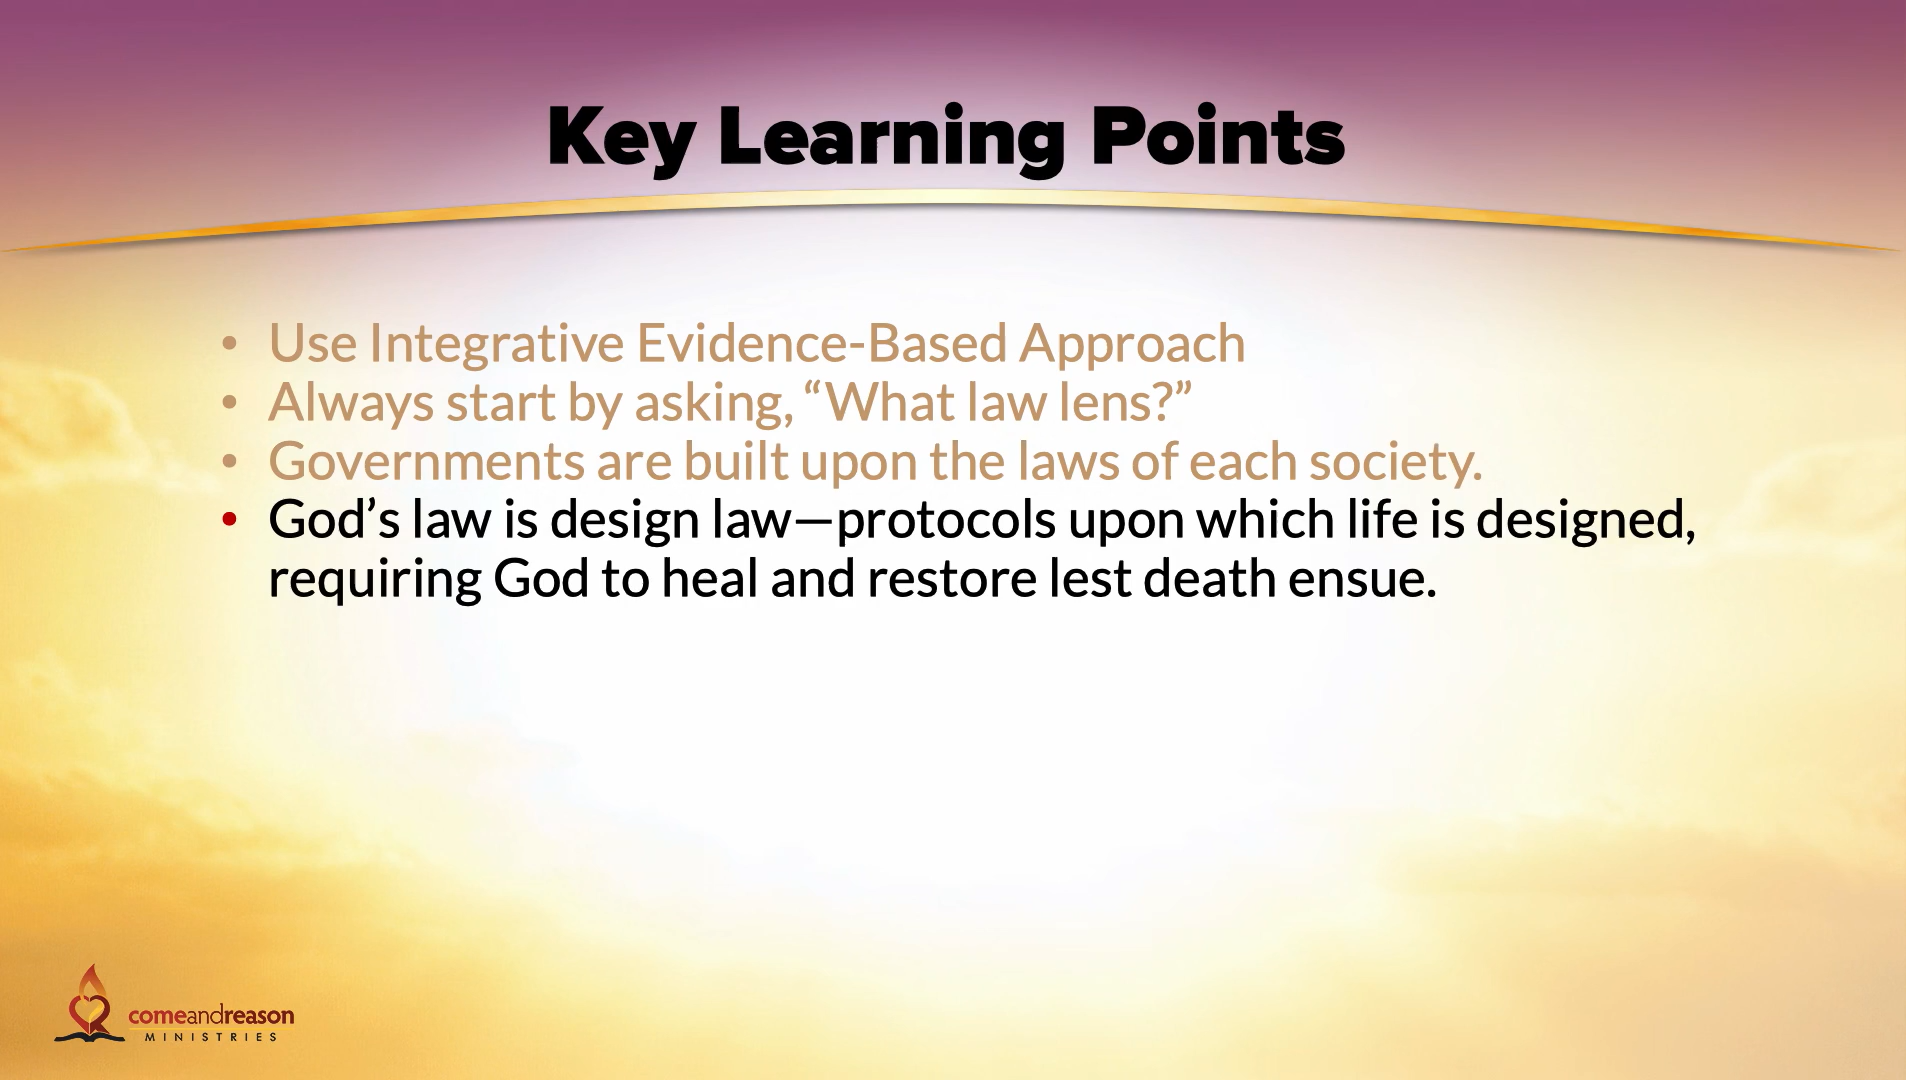 Key Learning Points
• Use Integrative Evidence-Based Approach
• Always start by asking, “What law lens?”
• Governments are built upon the laws of each society.
• God’s law is design law—protocols upon which life is designed,
requiring God to heal and restore lest death ensue.
comeandreason
MINISTRIES